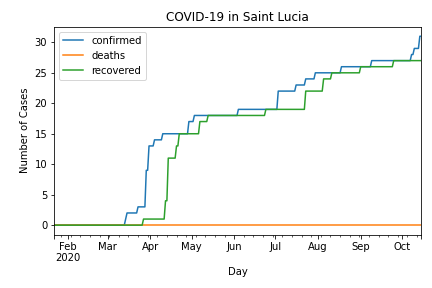 COVID-19 in Saint Lucia
confirmed
deaths
recovered
Number of Cases
30
25
20
15
10
5
0
Feb Mar Apr May Jun Jul Aug Sep Oct
2020
Day